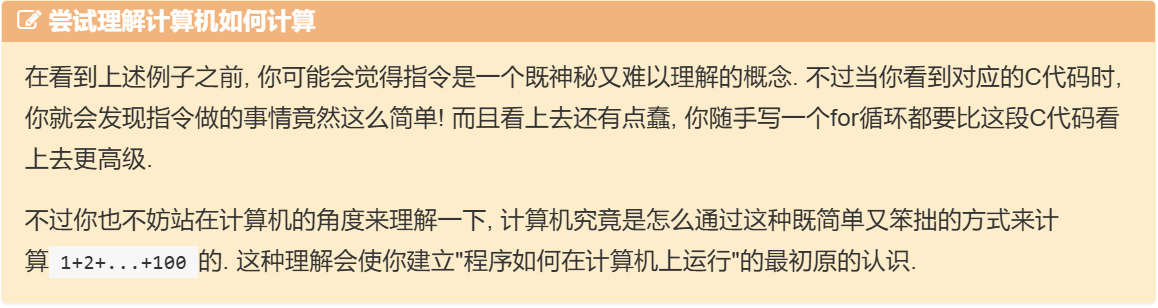 尝试理解计算机如何计算
在看到上述例子之前, 你可能会觉得指令是一个既神秘又难以理解的概念. 不过当你看到对应的C代码时,
你就会发现指令做的事情竟然这么简单! 而且看上去还有点蠢, 你随手写一个for循环都要比这段C代码看
上去更高级.
不过你也不妨站在计算机的角度来理解一下, 计算机究竟是怎么通过这种既简单又笨拙的方式来计
算 1+2+...+100 的. 这种理解会使你建立"程序如何在计算机上运行"的最初原的认识.